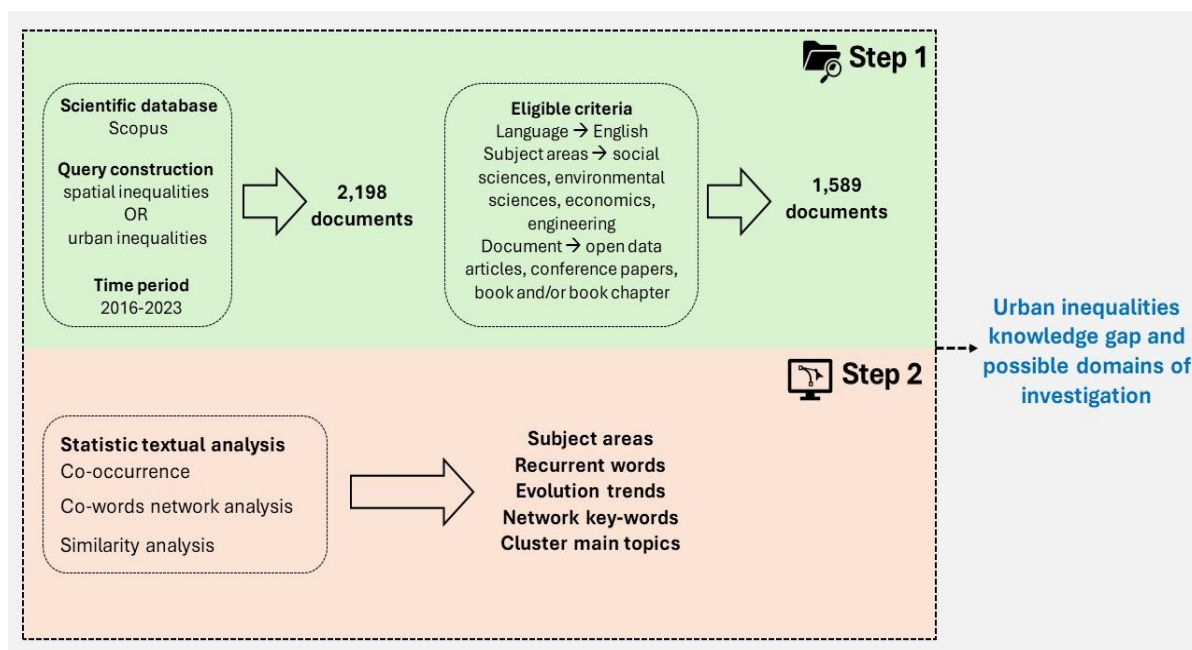 Step 1
Scientific database
Scopus
Query construction
spatial inequalities
OR
urban inequalities
Time period
2016-2023
2,198
documents
Eligible criteria
Language → English
Subject areas → social
sciences, environmental
sciences, economics,
engineering
Document → open data
articles, conference papers,
book and/or book chapter
1,589
documents
Step 2
Statistic textual analysis
Co-occurrence
Co-words network analysis
Similarity analysis
Subject areas
Recurrent words
Evolution trends
Network key-words
Cluster main topics
Urban inequalities
knowledge gap and
possible domains of
investigation